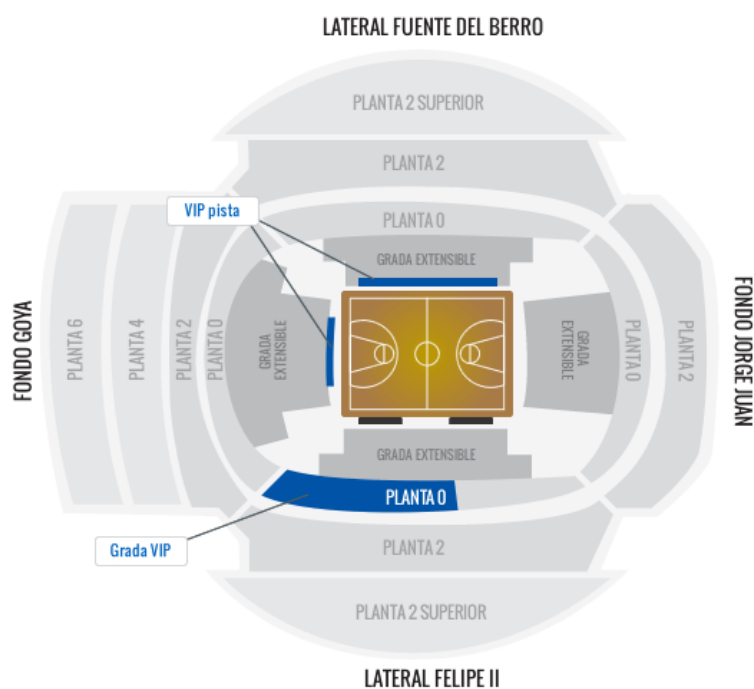 LATERAL FUENTE DEL BERRO
PLANTA 2 SUPERIOR
PLANTA 2
VIP pista
PLANTA 0
GRADA EXTENSIBLE
FONDO GOYA
PLANTA 6
PLANTA 4
PLANTA 2
PLANTA 0
GRADA
EXTENSIBLE
GRADA
EXTENSIBLE
PLANTA 0
PLANTA 2
FONDO JORGE JUAN
GRADA EXTENSIBLE
PLANTA 0
Grada VIP
PLANTA 2
PLANTA 2 SUPERIOR
LATERAL FELIPE II